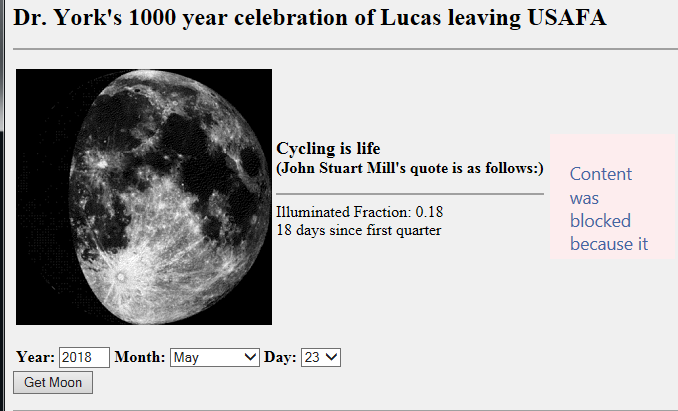 Dr. York's 1000 year celebration of Lucas leaving USAFA
Cycling is life
(John Stuart Mill's quote is as follows:)
Illuminated Fraction: 0.18
18 days since first quarter
Content
was
blocked
because it
Year: 2018 Month: May Day: 23
Get Moon